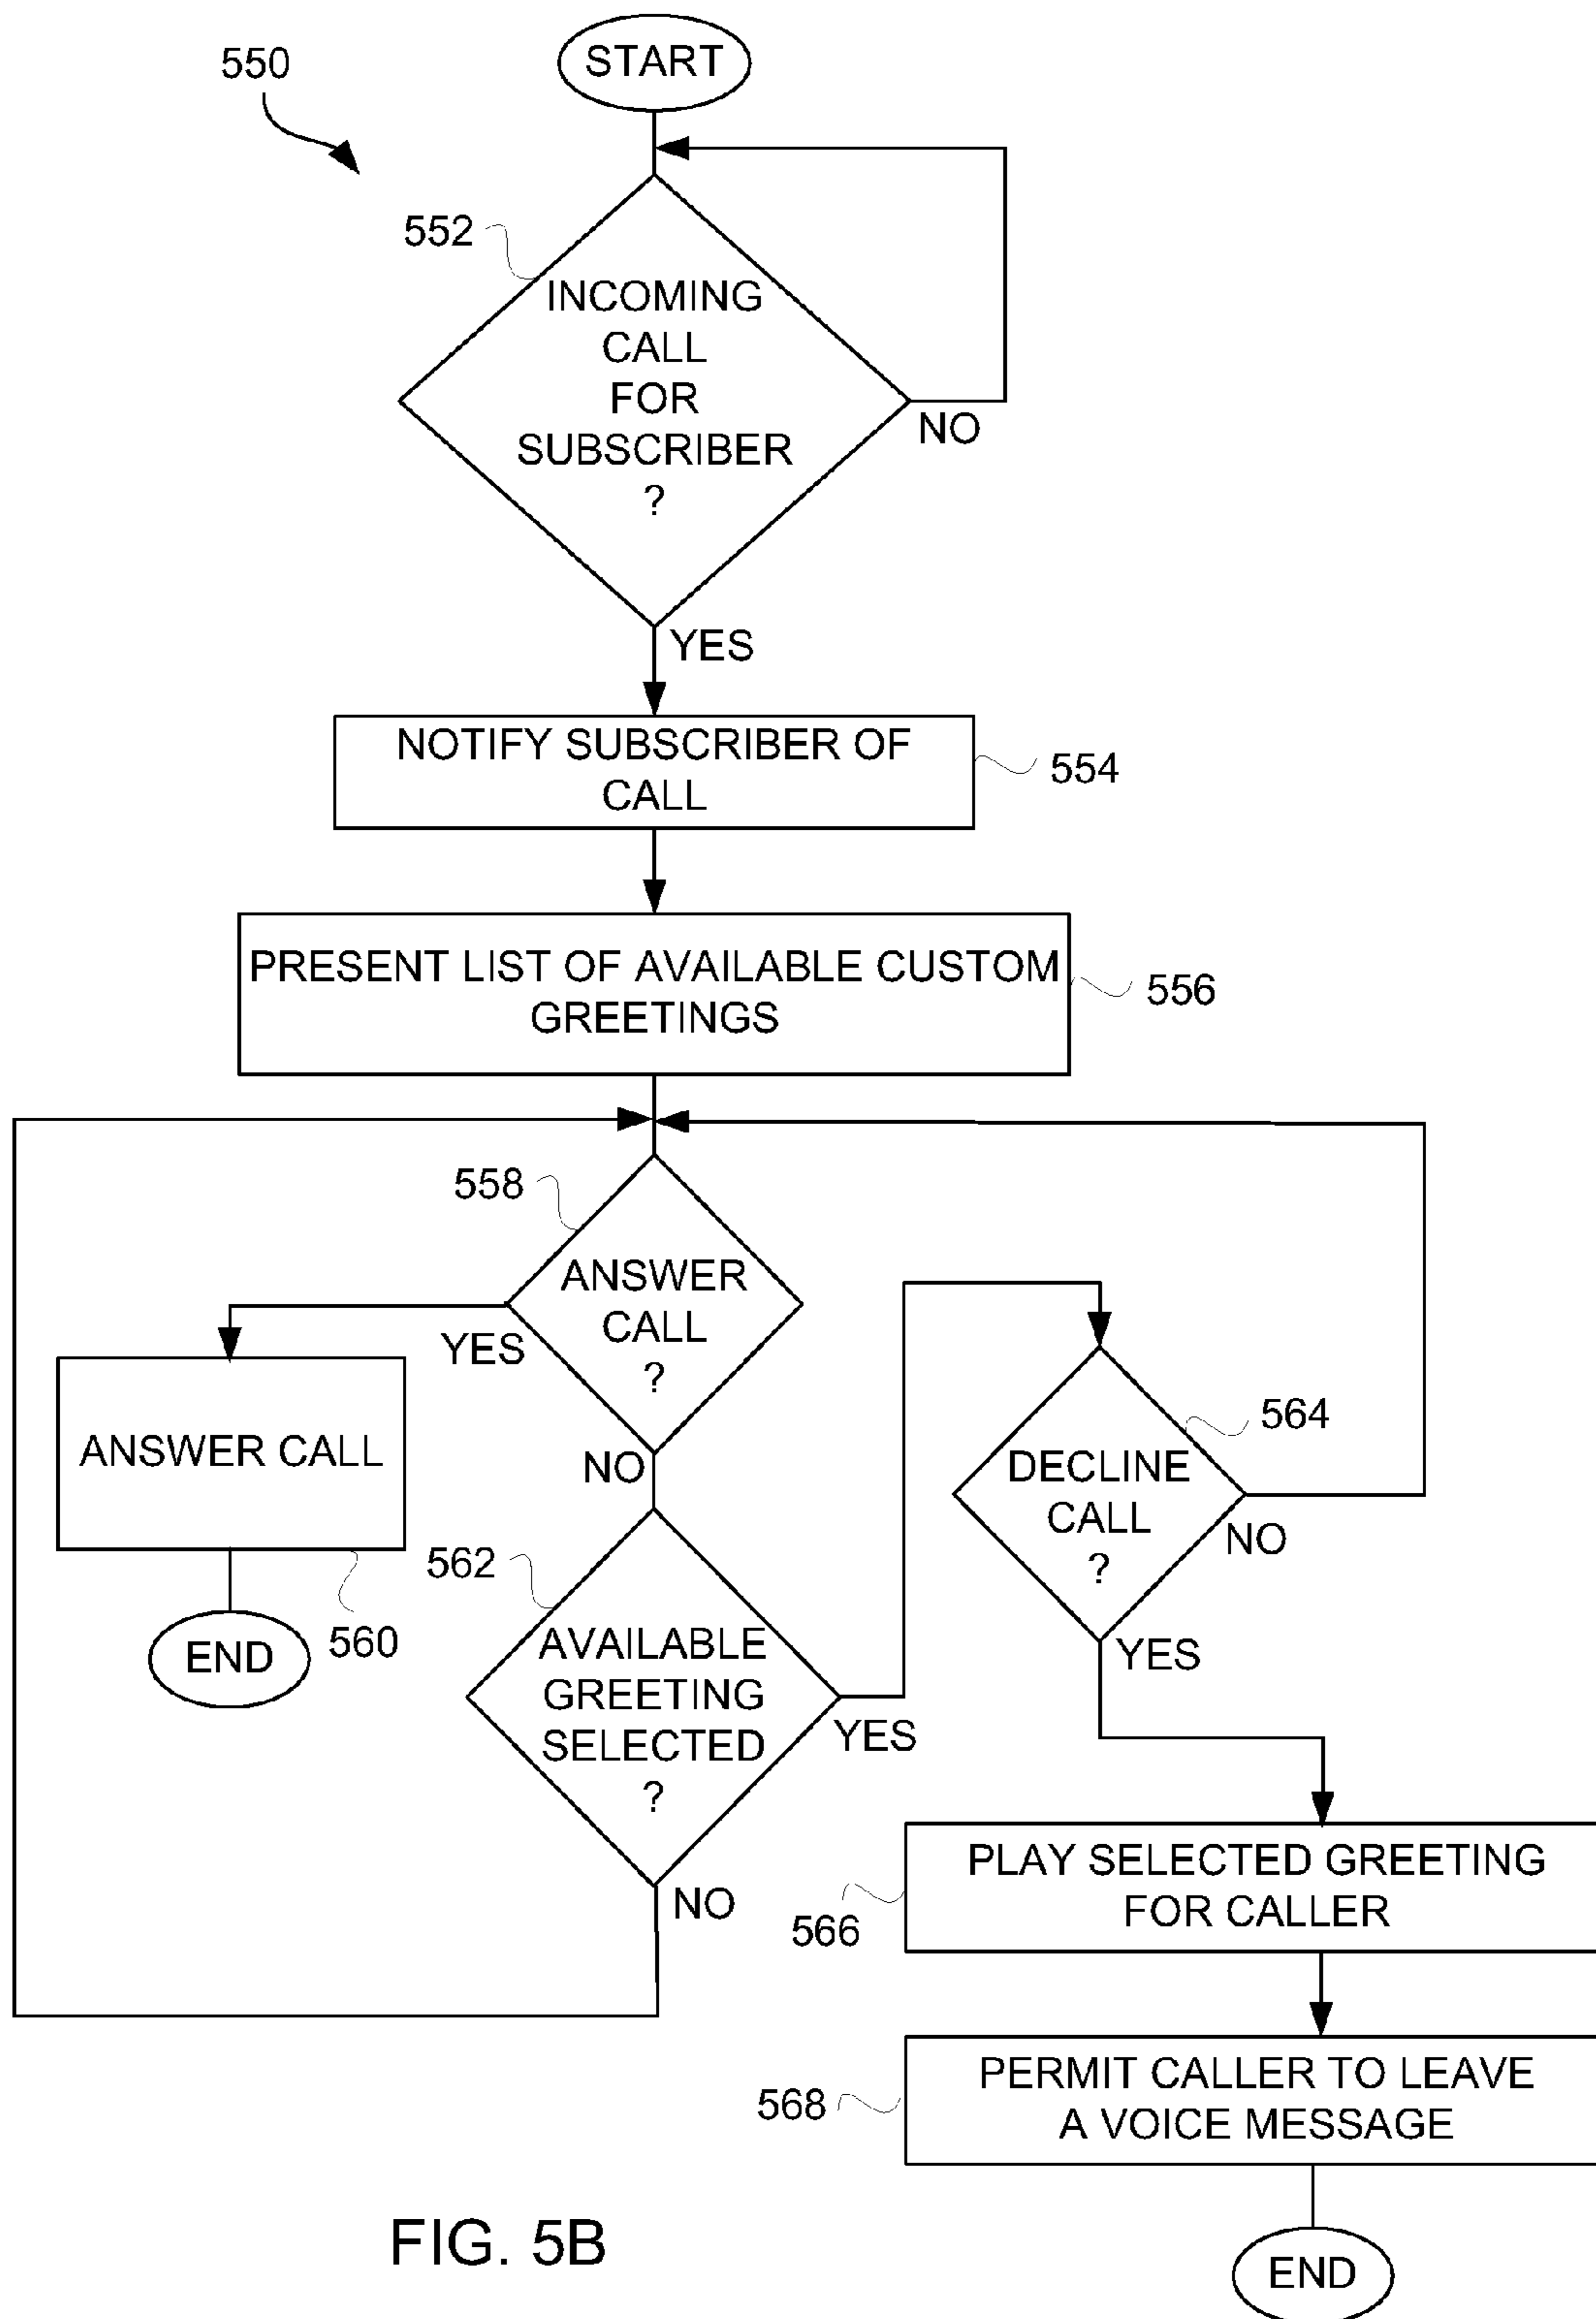 START
550
552
INCOMING
CALL
FOR
SUBSCRIBER
?
NO
YES
NOTIFY SUBSCRIBER OF
CALL
554
PRESENT LIST OF AVAILABLE CUSTOM
GREETINGS
556
558
ANSWER
CALL
?
YES
NO
ANSWER CALL
560
END
562
AVAILABLE
GREETING
SELECTED
?
YES
NO
564
DECLINE
CALL
?
NO
YES
PLAY SELECTED GREETING
FOR CALLER
566
PERMIT CALLER TO LEAVE
A VOICE MESSAGE
568
END
FIG. 5B